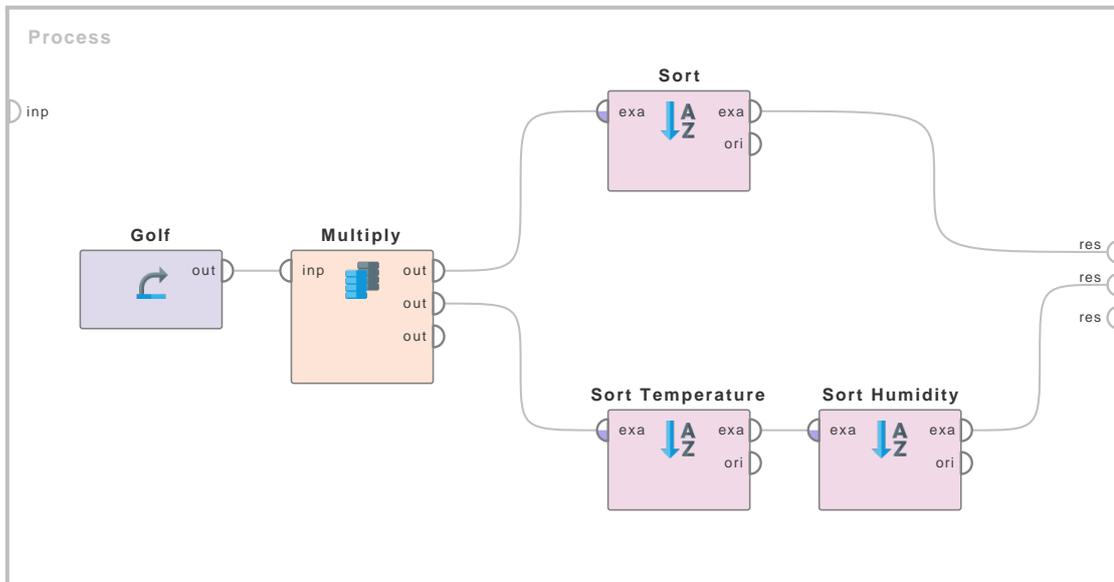 Process
inp
Sort
exa exa
ori
A
Z
Golf
out
Multiply
inp out
out
out
res
res
res
Sort Temperature
exa exa
ori
A
Z
Sort Humidity
exa exa
ori
A
Z